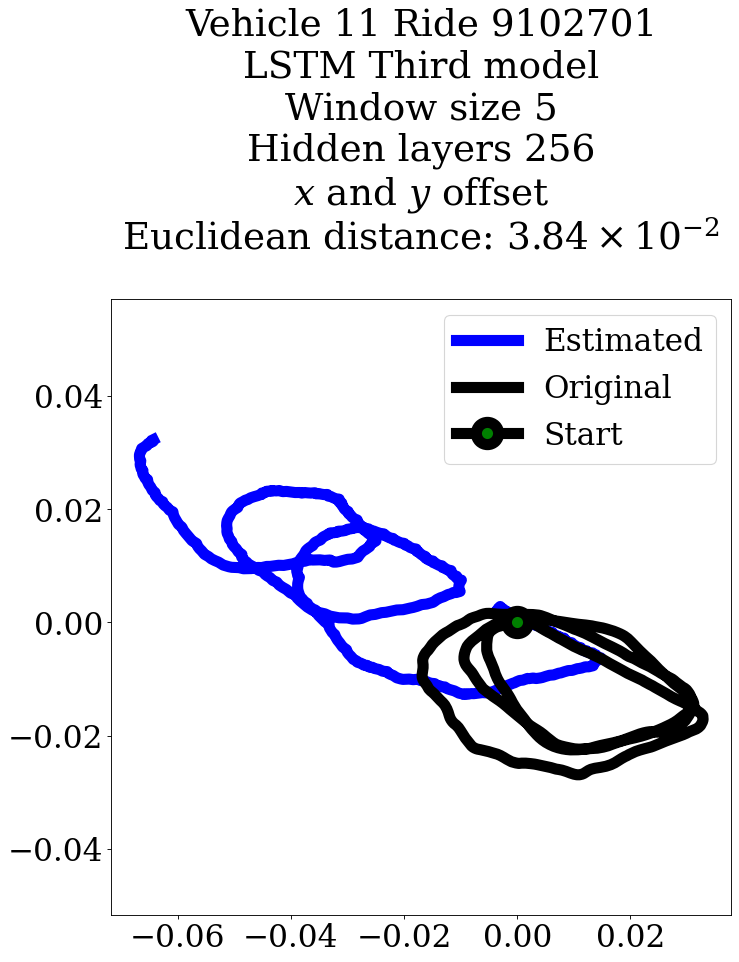 Vehicle 11 Ride 9102701
LSTM Third model
Window size 5
Hidden layers 256
x and y offset
Euclidean distance: 3.84 × 10⁻²
Estimated
Original
Start
0.04
0.02
0.00
−0.02
−0.04
−0.06 −0.04 −0.02 0.00 0.02